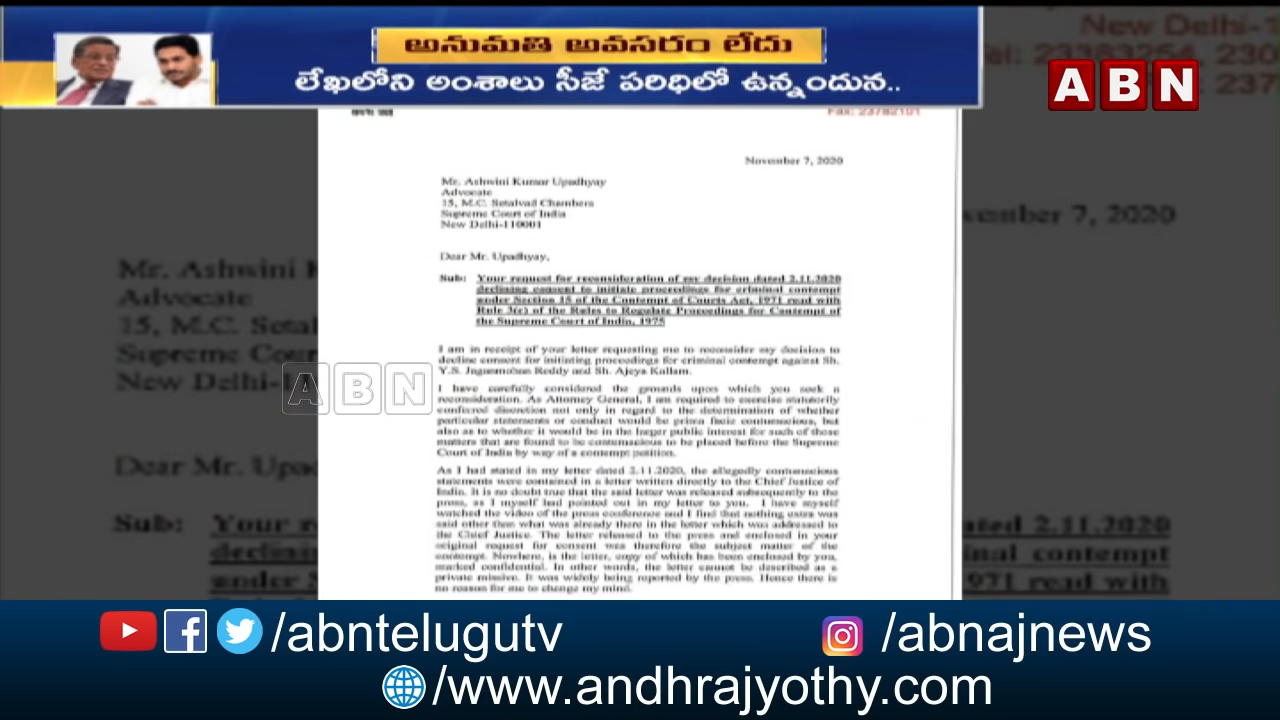 అనుమతి అవసరం లేదు
లేఖలోని అంశాలు సీజే పరిధిలో ఉన్నందున..
ABN
New Delhi-1
Tel: 23383254, 230
Fax: 23782101
November 7, 2020
Mr. Ashwini Kumar Upadhyay
Advocate
15, M.C. Setalvad Chambers
Supreme Court of India
New Delhi-110001
Dear Mr. Upadhyay,
Sub: Your request for reconsideration of my decision dated 2.11.2020
declining consent to initiate proceedings for criminal contempt
under Section 15 of the Contempt of Courts Act, 1971 read with
Rule 3(c) of the Rules to Regulate Proceedings for Contempt of
the Supreme Court of India, 1975
I am in receipt of your letter requesting me to reconsider my decision to
decline consent for initiating proceedings for criminal contempt against Sh.
Y.S. Jaganmohan Reddy and Sh. Ajeya Kallam.
I have carefully considered the grounds upon which you seek a
reconsideration. As Attorney General, I am required to exercise statutorily
conferred discretion not only in regard to the determination of whether
particular statements or conduct would be prima facie contumacious, but
also as to whether it would be in the larger public interest for such of those
matters that are found to be contumacious to be placed before the Supreme
Court of India by way of a contempt petition.
As I had stated in my letter dated 2.11.2020, the allegedly contumacious
statements were contained in a letter written directly to the Chief Justice of
India. It is no doubt true that the said letter was released subsequently to the
press, as I myself had pointed out in my letter to you. I have myself
watched the video of the press conference and I find that nothing extra was
said other than what was already there in the letter which was addressed to
the Chief Justice. The letter released to the press and enclosed in your
original request for consent was therefore the subject matter of the
contempt. Nowhere, is the letter, copy of which has been enclosed by you,
marked confidential. In other words, the letter cannot be described as a
private missive. It was widely being reported by the press. Hence there is
no reason for me to change my mind.
ABN
/abntelugutv
/abnajnews
/www.andhrajyothy.com